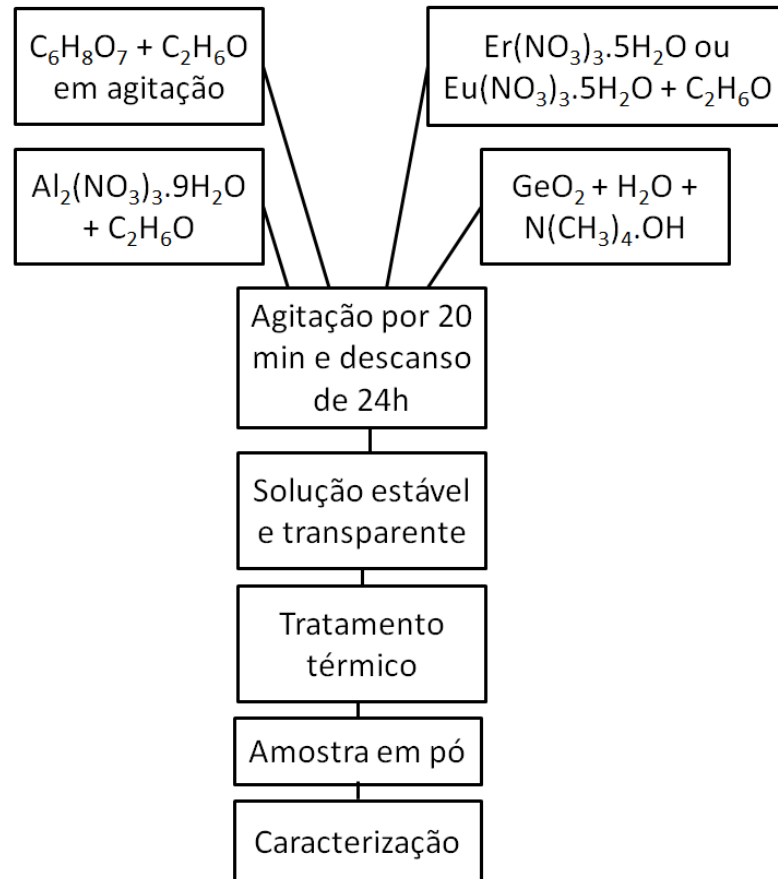 C₆H₈O₇ + C₂H₆O
em agitação
Er(NO₃)₃.5H₂O ou
Eu(NO₃)₃.5H₂O + C₂H₆O
Al₂(NO₃)₃.9H₂O
+ C₂H₆O
GeO₂ + H₂O +
N(CH₃)₄.OH
Agitação por 20
min e descanso
de 24h
Solução estável
e transparente
Tratamento
térmico
Amostra em pó
Caracterização